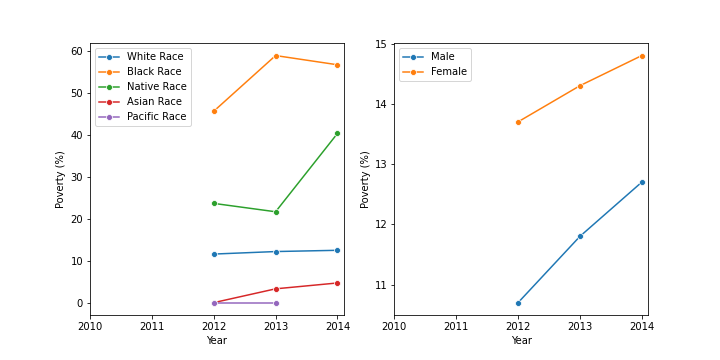 White Race
Black Race
Native Race
Asian Race
Pacific Race
60
50
40
30
20
10
0
Poverty (%)
2010 2011 2012 2013 2014
Year
Male
Female
15
14
13
12
11
Poverty (%)
2010 2011 2012 2013 2014
Year